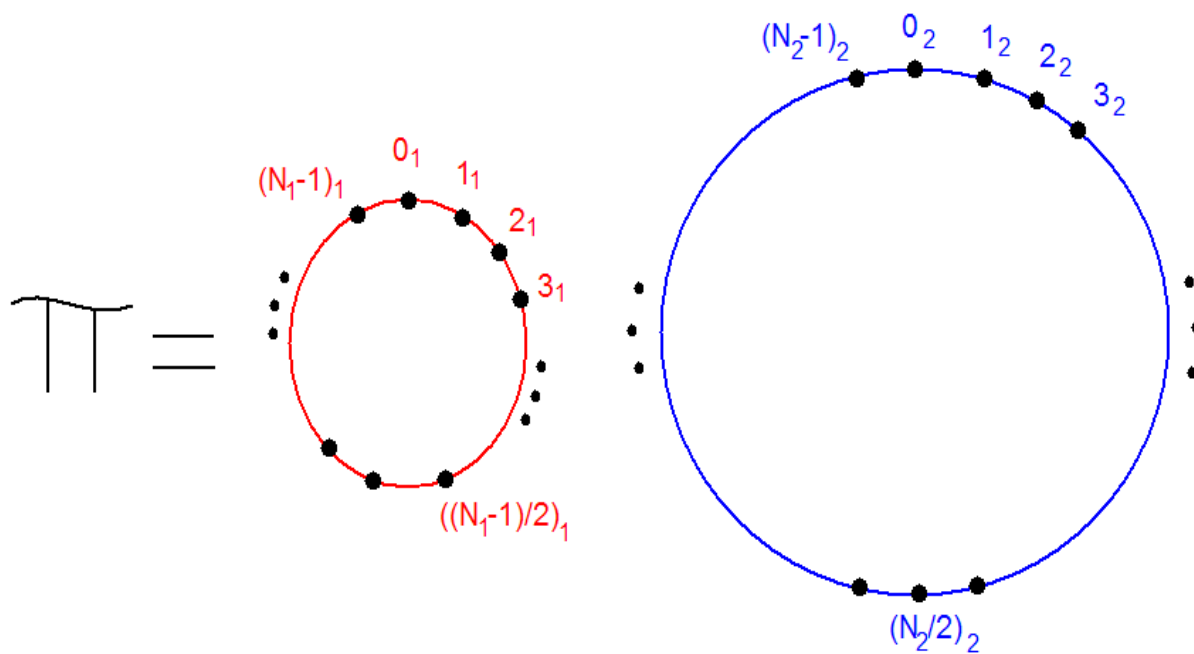 π =
(N₁-1)₁ 0₁ 1₁ 2₁ 3₁
((N₁-1)/2)₁
(N₂-1)₂ 0₂ 1₂ 2₂ 3₂
(N₂/2)₂